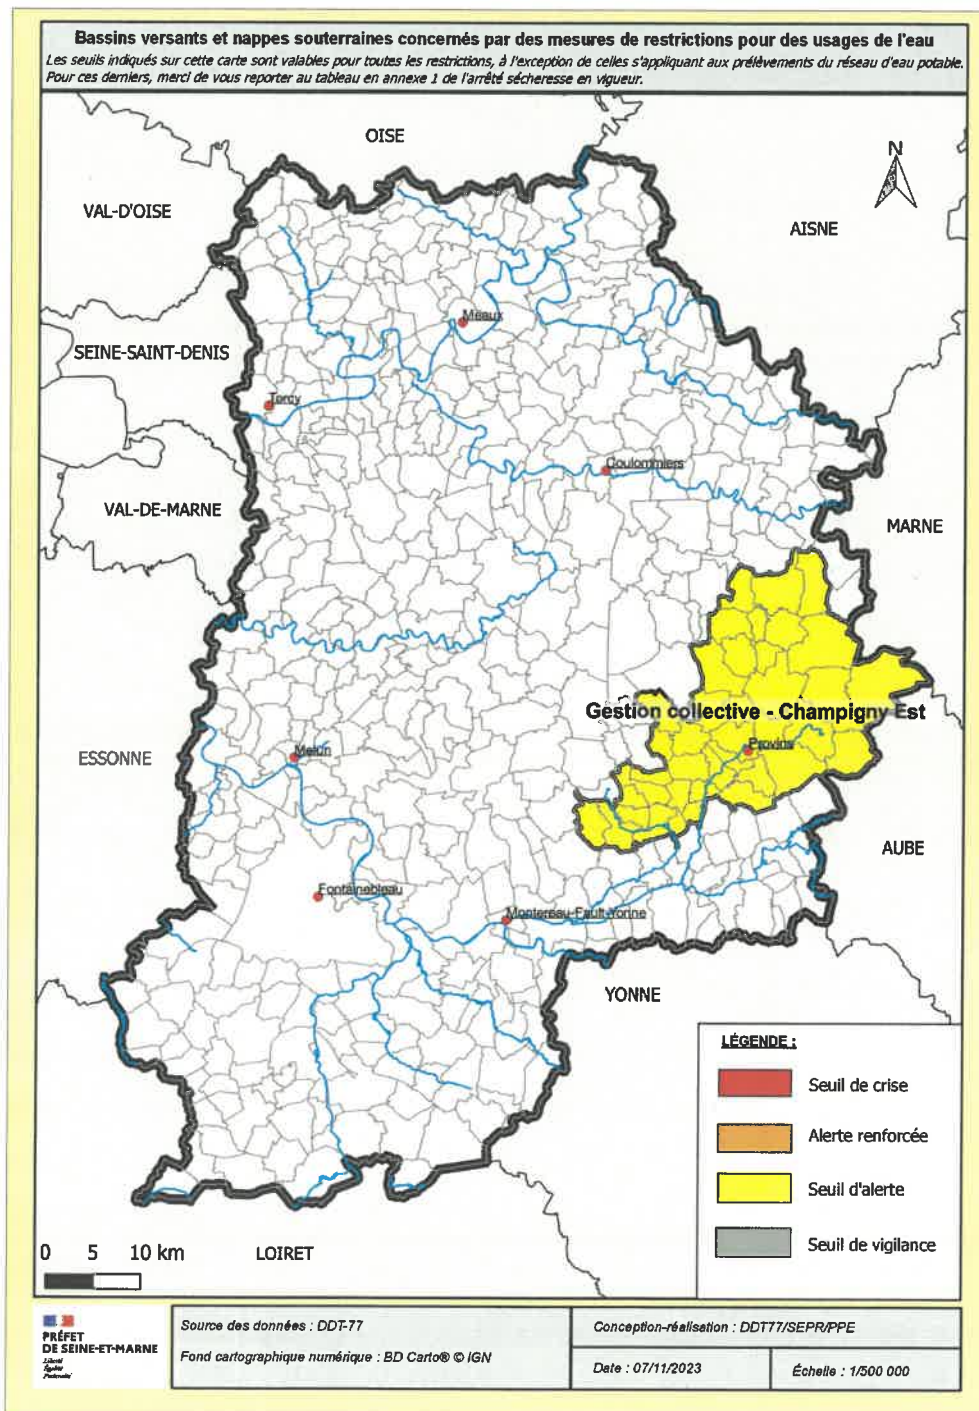 Bassins versants et nappes souterraines concernés par des mesures de restrictions pour des usages de l'eau
Les seuils indiqués sur cette carte sont valables pour toutes les restrictions, à l'exception de celles s'appliquant aux prélèvements du réseau d'eau potable.
Pour ces derniers, merci de vous reporter au tableau en annexe 1 de l'arrêté sécheresse en vigueur.
OISE
N
VAL-D'OISE
AISNE
Meaux
SEINE-SAINT-DENIS
Torcy
Coulommiers
VAL-DE-MARNE
MARNE
Gestion collective - Champigny Est
Provins
Melun
ESSONNE
AUBE
Fontainebleau
Montereau-Fault-Yonne
YONNE
LÉGENDE :
Seuil de crise
Alerte renforcée
Seuil d'alerte
Seuil de vigilance
0 5 10 km
LOIRET
PRÉFET
DE SEINE-ET-MARNE
Liberté
Égalité
Fraternité
Source des données : DDT-77
Fond cartographique numérique : BD Carto® © IGN
Conception-réalisation : DDT77/SEPR/PPE
Date : 07/11/2023
Échelle : 1/500 000